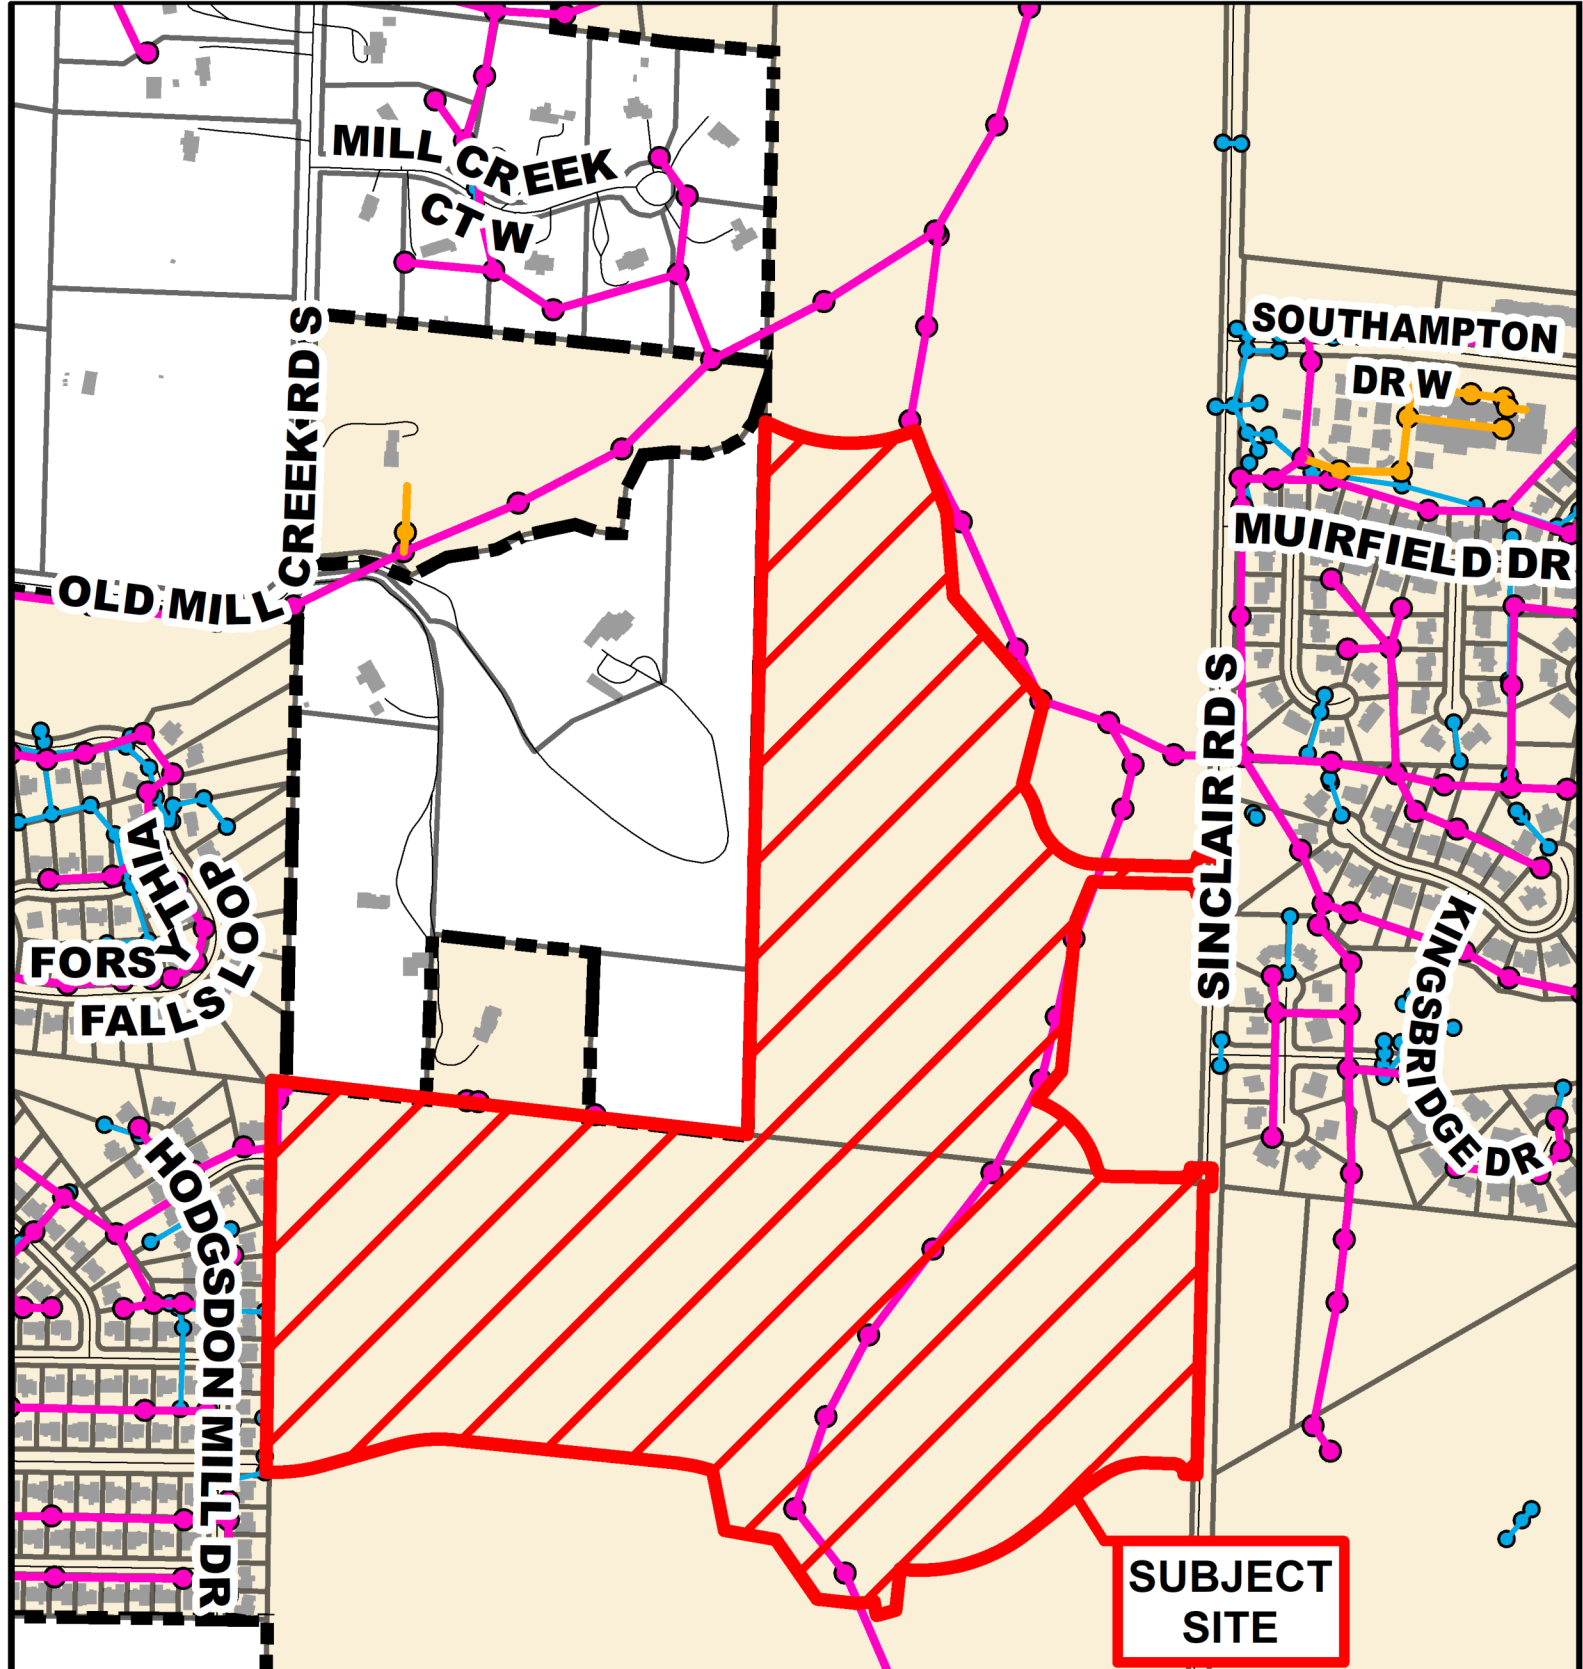 MILL CREEK
CT W
CREEK RD S
OLD MILL
SOUTHAMPTON
DR W
MUIRFIELD DR
SINCLAIR RD S
FORSYTHIA
FALLS LOOP
KINGSBRIDGE DR
HODGSDON MILL DR
SUBJECT
SITE